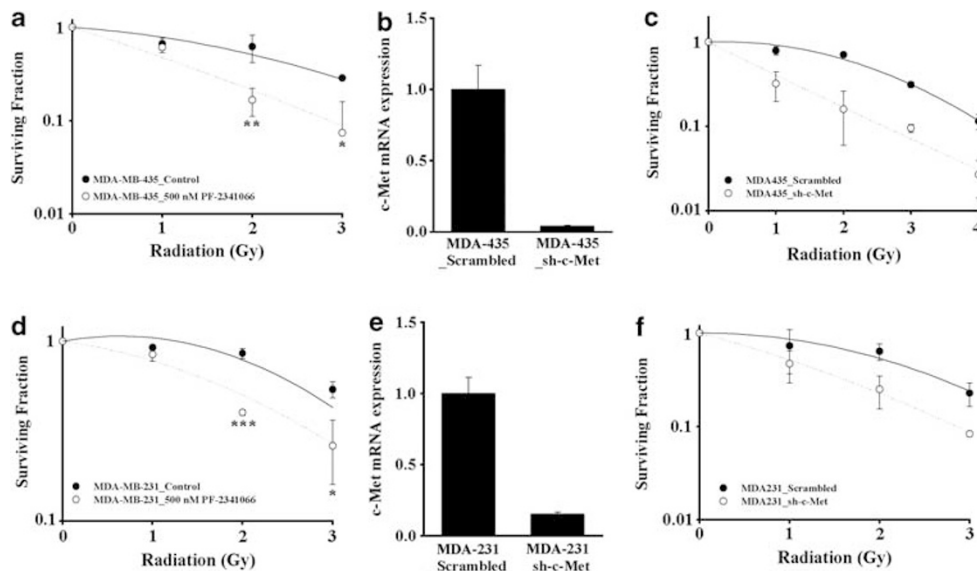 a
1
0.1
0.01
Surviving Fraction
**
*
MDA-MB-435_Control
MDA-MB-435_500 nM PF-2341066
0
1
2
3
Radiation (Gy)
b
1.5
1.0
0.5
0.0
c-Met mRNA expression
MDA-435 MDA-435
_Scrambled _sh-c-Met
c
1
0.1
0.01
Surviving Fraction
MDA435_Scrambled
MDA435_sh-c-Met
0
1
2
3
4
Radiation (Gy)
d
1
0.1
Surviving Fraction
***
*
MDA-MB-231_Control
MDA-MB-231_500 nM PF-2341066
0
1
2
3
Radiation (Gy)
e
1.5
1.0
0.5
0.0
c-Met mRNA expression
MDA-231 MDA-231
Scrambled sh-c-Met
f
1
0.1
0.01
Surviving Fraction
MDA231_Scrambled
MDA231_sh-c-Met
0
1
2
3
Radiation (Gy)